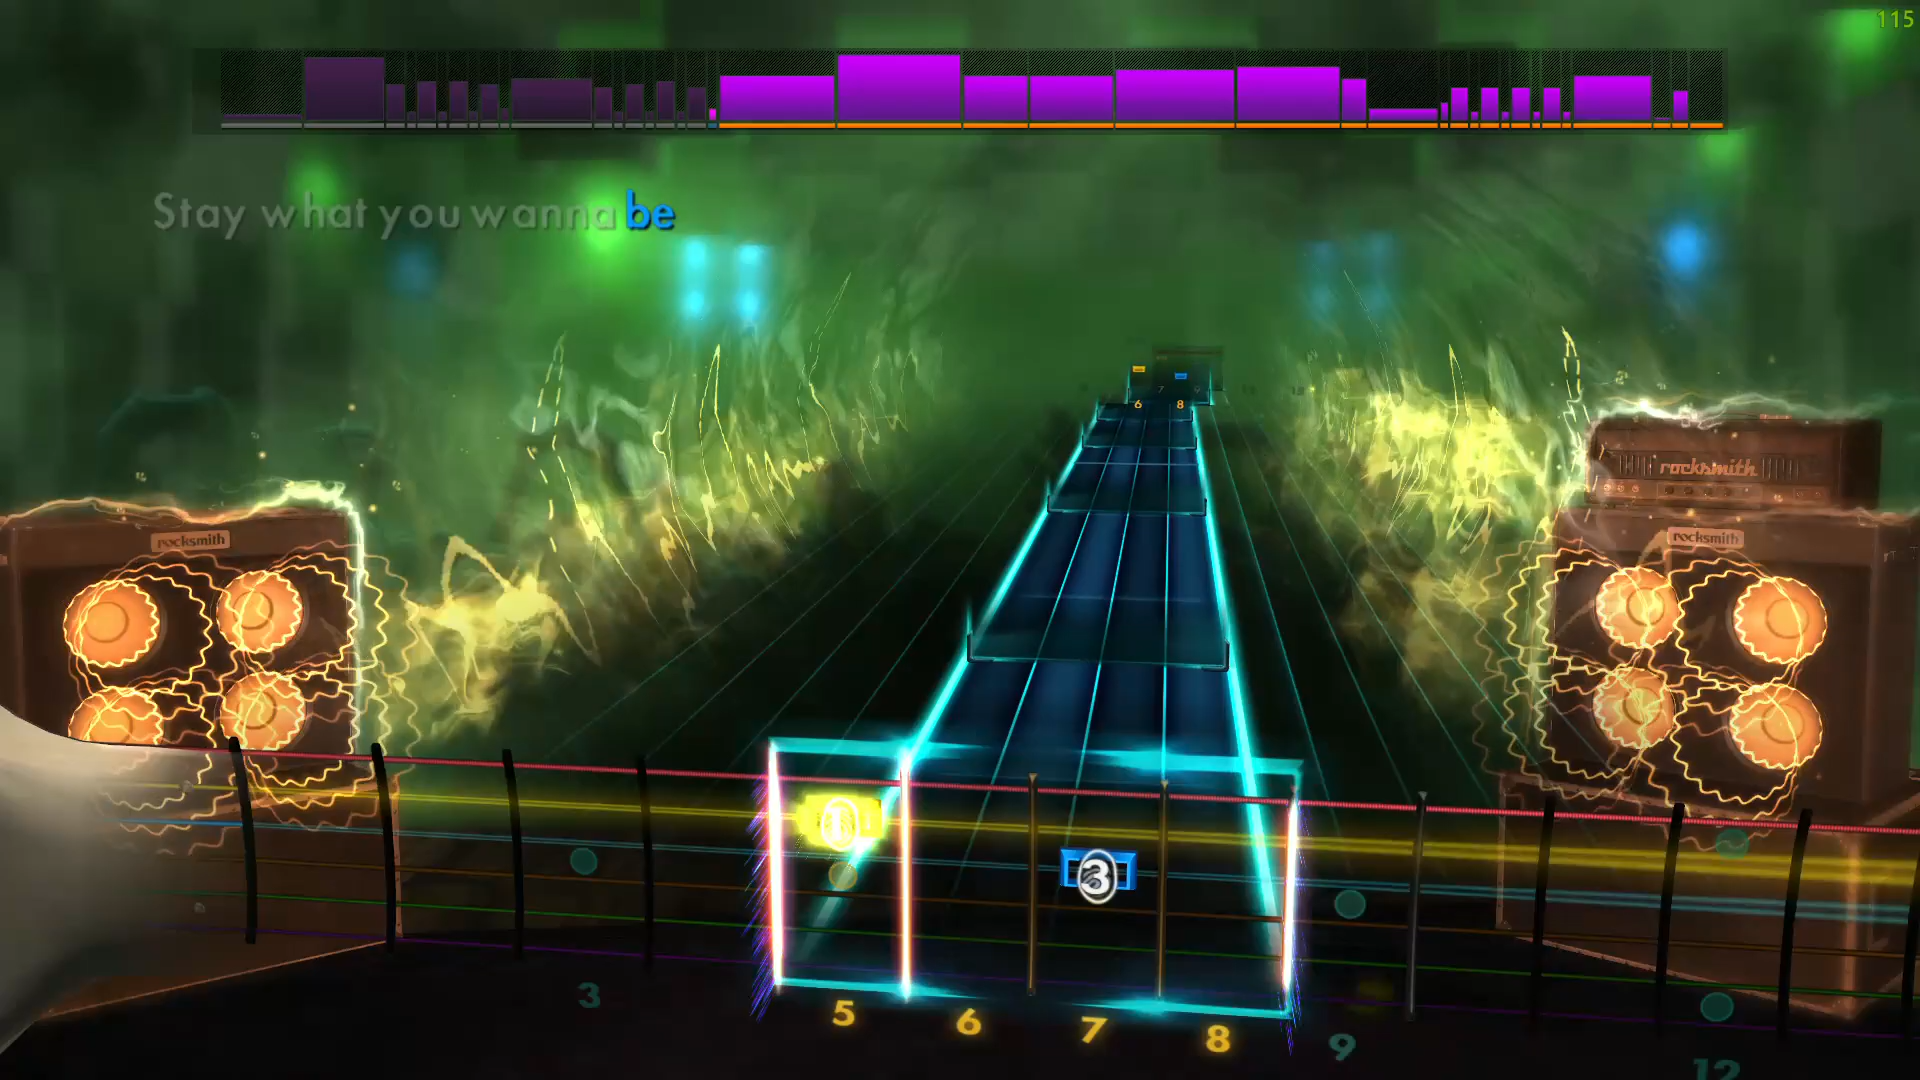 115
Stay what you wanna be
6 8
rocksmith
rocksmith
rocksmith
1
3
3 5 6 7 8 9 12